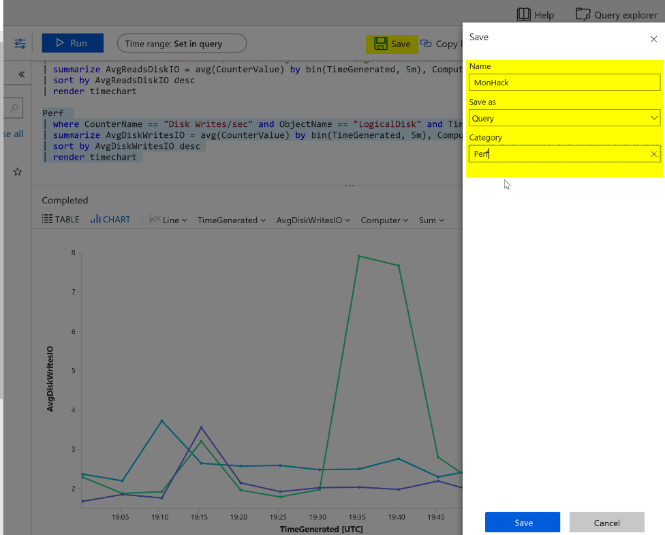 Help
Query explorer
Run
Time range: Set in query
Save
Copy
Save
«
| summarize AvgReadsDiskIO = avg(CounterValue) by bin(TimeGenerated, 5m), Comput
| sort by AvgReadsDiskIO desc
| render timechart
Perf
| where CounterName == "Disk Writes/sec" and ObjectName == "LogicalDisk" and Tim
| summarize AvgDiskWritesIO = avg(CounterValue) by bin(TimeGenerated, 5m), Compu
| sort by AvgDiskWritesIO desc
| render timechart
se all
Name
MonHack
Save as
Query
Category
Perf
Completed
TABLE
CHART
Line
TimeGenerated
AvgDiskWritesIO
Computer
Sum
AvgDiskWritesIO
8
7
6
5
4
3
2
19:05 19:10 19:15 19:20 19:25 19:30 19:35 19:40 19:45
TimeGenerated [UTC]
Save
Cancel